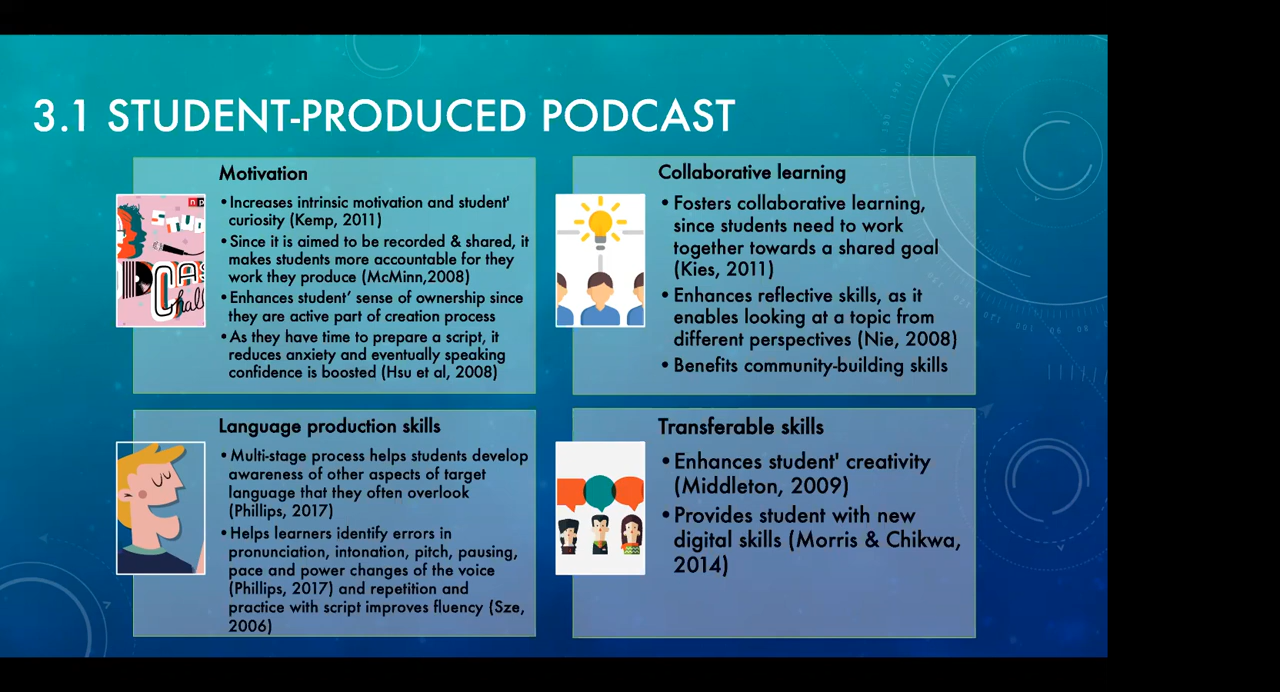 3.1 STUDENT-PRODUCED PODCAST
Motivation
•Increases intrinsic motivation and student'
curiosity (Kemp, 2011)
•Since it is aimed to be recorded & shared, it
makes students more accountable for they
work they produce (McMinn,2008)
•Enhances student’ sense of ownership since
they are active part of creation process
•As they have time to prepare a script, it
reduces anxiety and eventually speaking
confidence is boosted (Hsu et al, 2008)
Collaborative learning
•Fosters collaborative learning,
since students need to work
together towards a shared goal
(Kies, 2011)
•Enhances reflective skills, as it
enables looking at a topic from
different perspectives (Nie, 2008)
•Benefits community-building skills
Language production skills
•Multi-stage process helps students develop
awareness of other aspects of target
language that they often overlook
(Phillips, 2017)
•Helps learners identify errors in
pronunciation, intonation, pitch, pausing,
pace and power changes of the voice
(Phillips, 2017) and repetition and
practice with script improves fluency (Sze,
2006)
Transferable skills
•Enhances student' creativity
(Middleton, 2009)
•Provides student with new
digital skills (Morris & Chikwa,
2014)